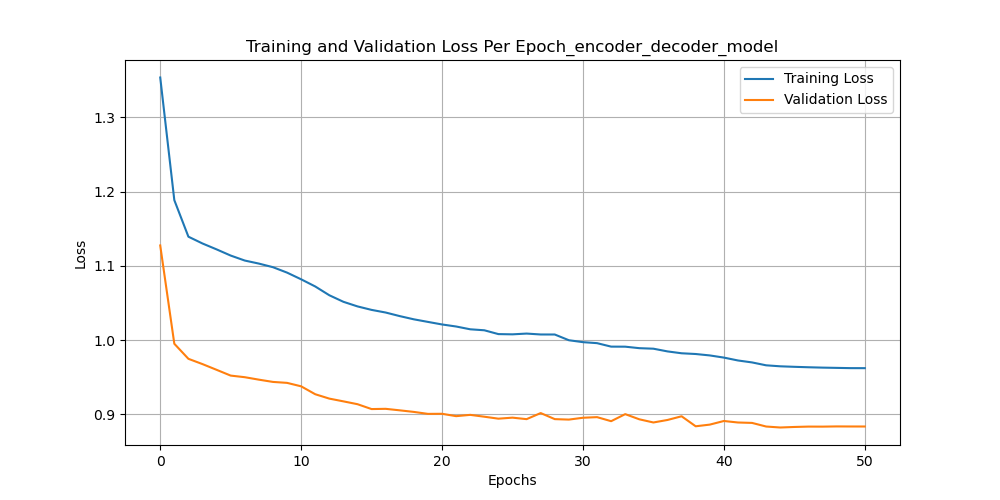 Training and Validation Loss Per Epoch_encoder_decoder_model
Training Loss
Validation Loss
Loss
1.3
1.2
1.1
1.0
0.9
0 10 20 30 40 50
Epochs